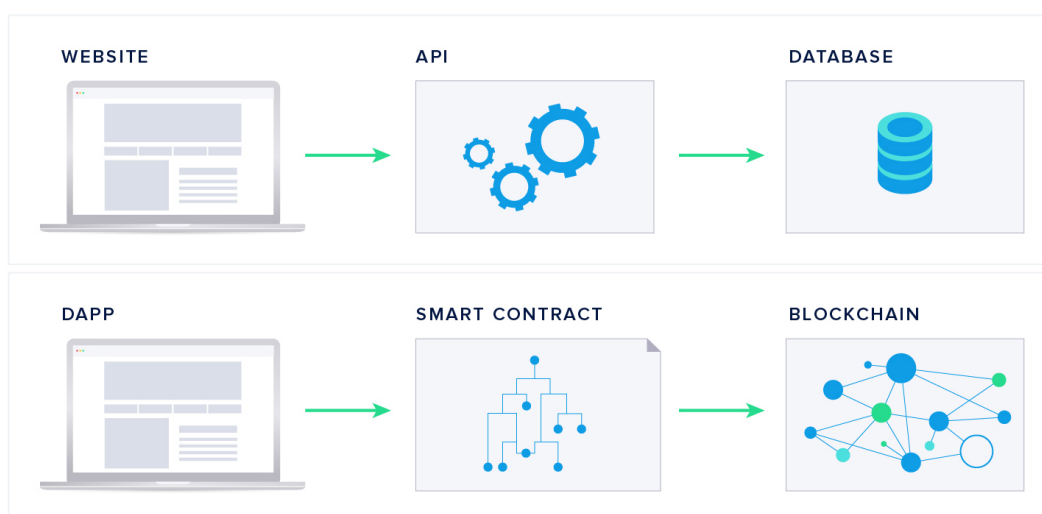 WEBSITE
API
DATABASE
DAPP
SMART CONTRACT
BLOCKCHAIN